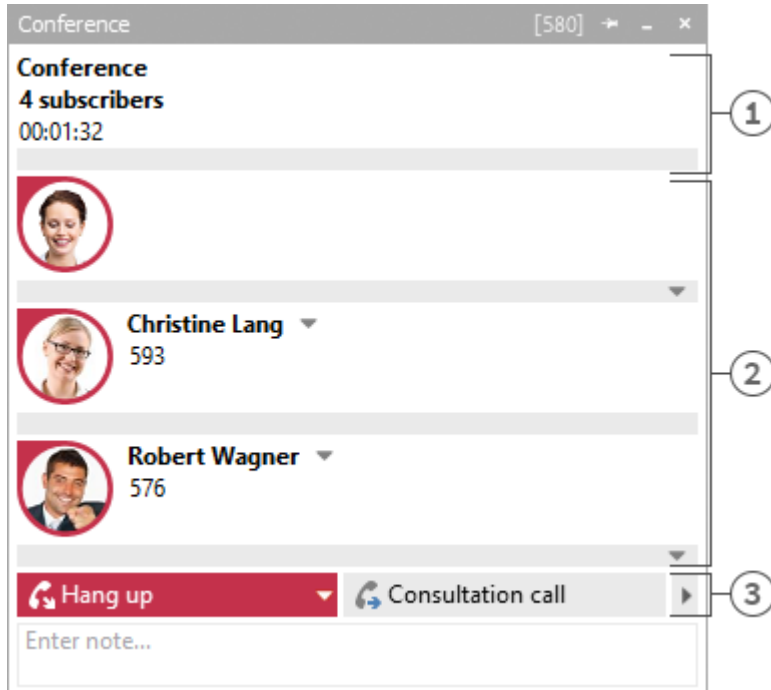 Conference [580]
Conference
4 subscribers
00:01:32
1
Christine Lang
593
2
Robert Wagner
576
Hang up
Consultation call
3
Enter note...